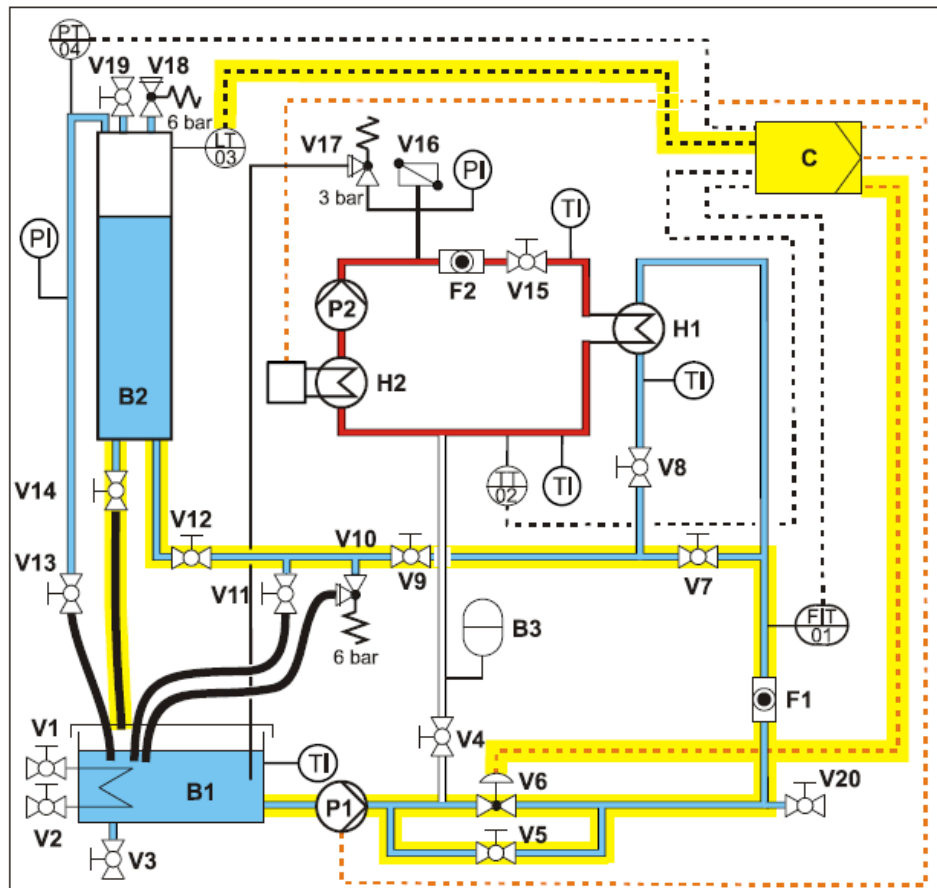 PT
04
V19
V18
6 bar
LT
03
V17
3 bar
V16
PI
TI
C
PI
F2
V15
P2
H1
H2
TI
B2
TT
02
TI
V8
V14
V12
V10
V13
V11
V9
V7
6 bar
B3
FIT
01
F1
V1
TI
V4
V6
V20
B1
P1
V2
V5
V3